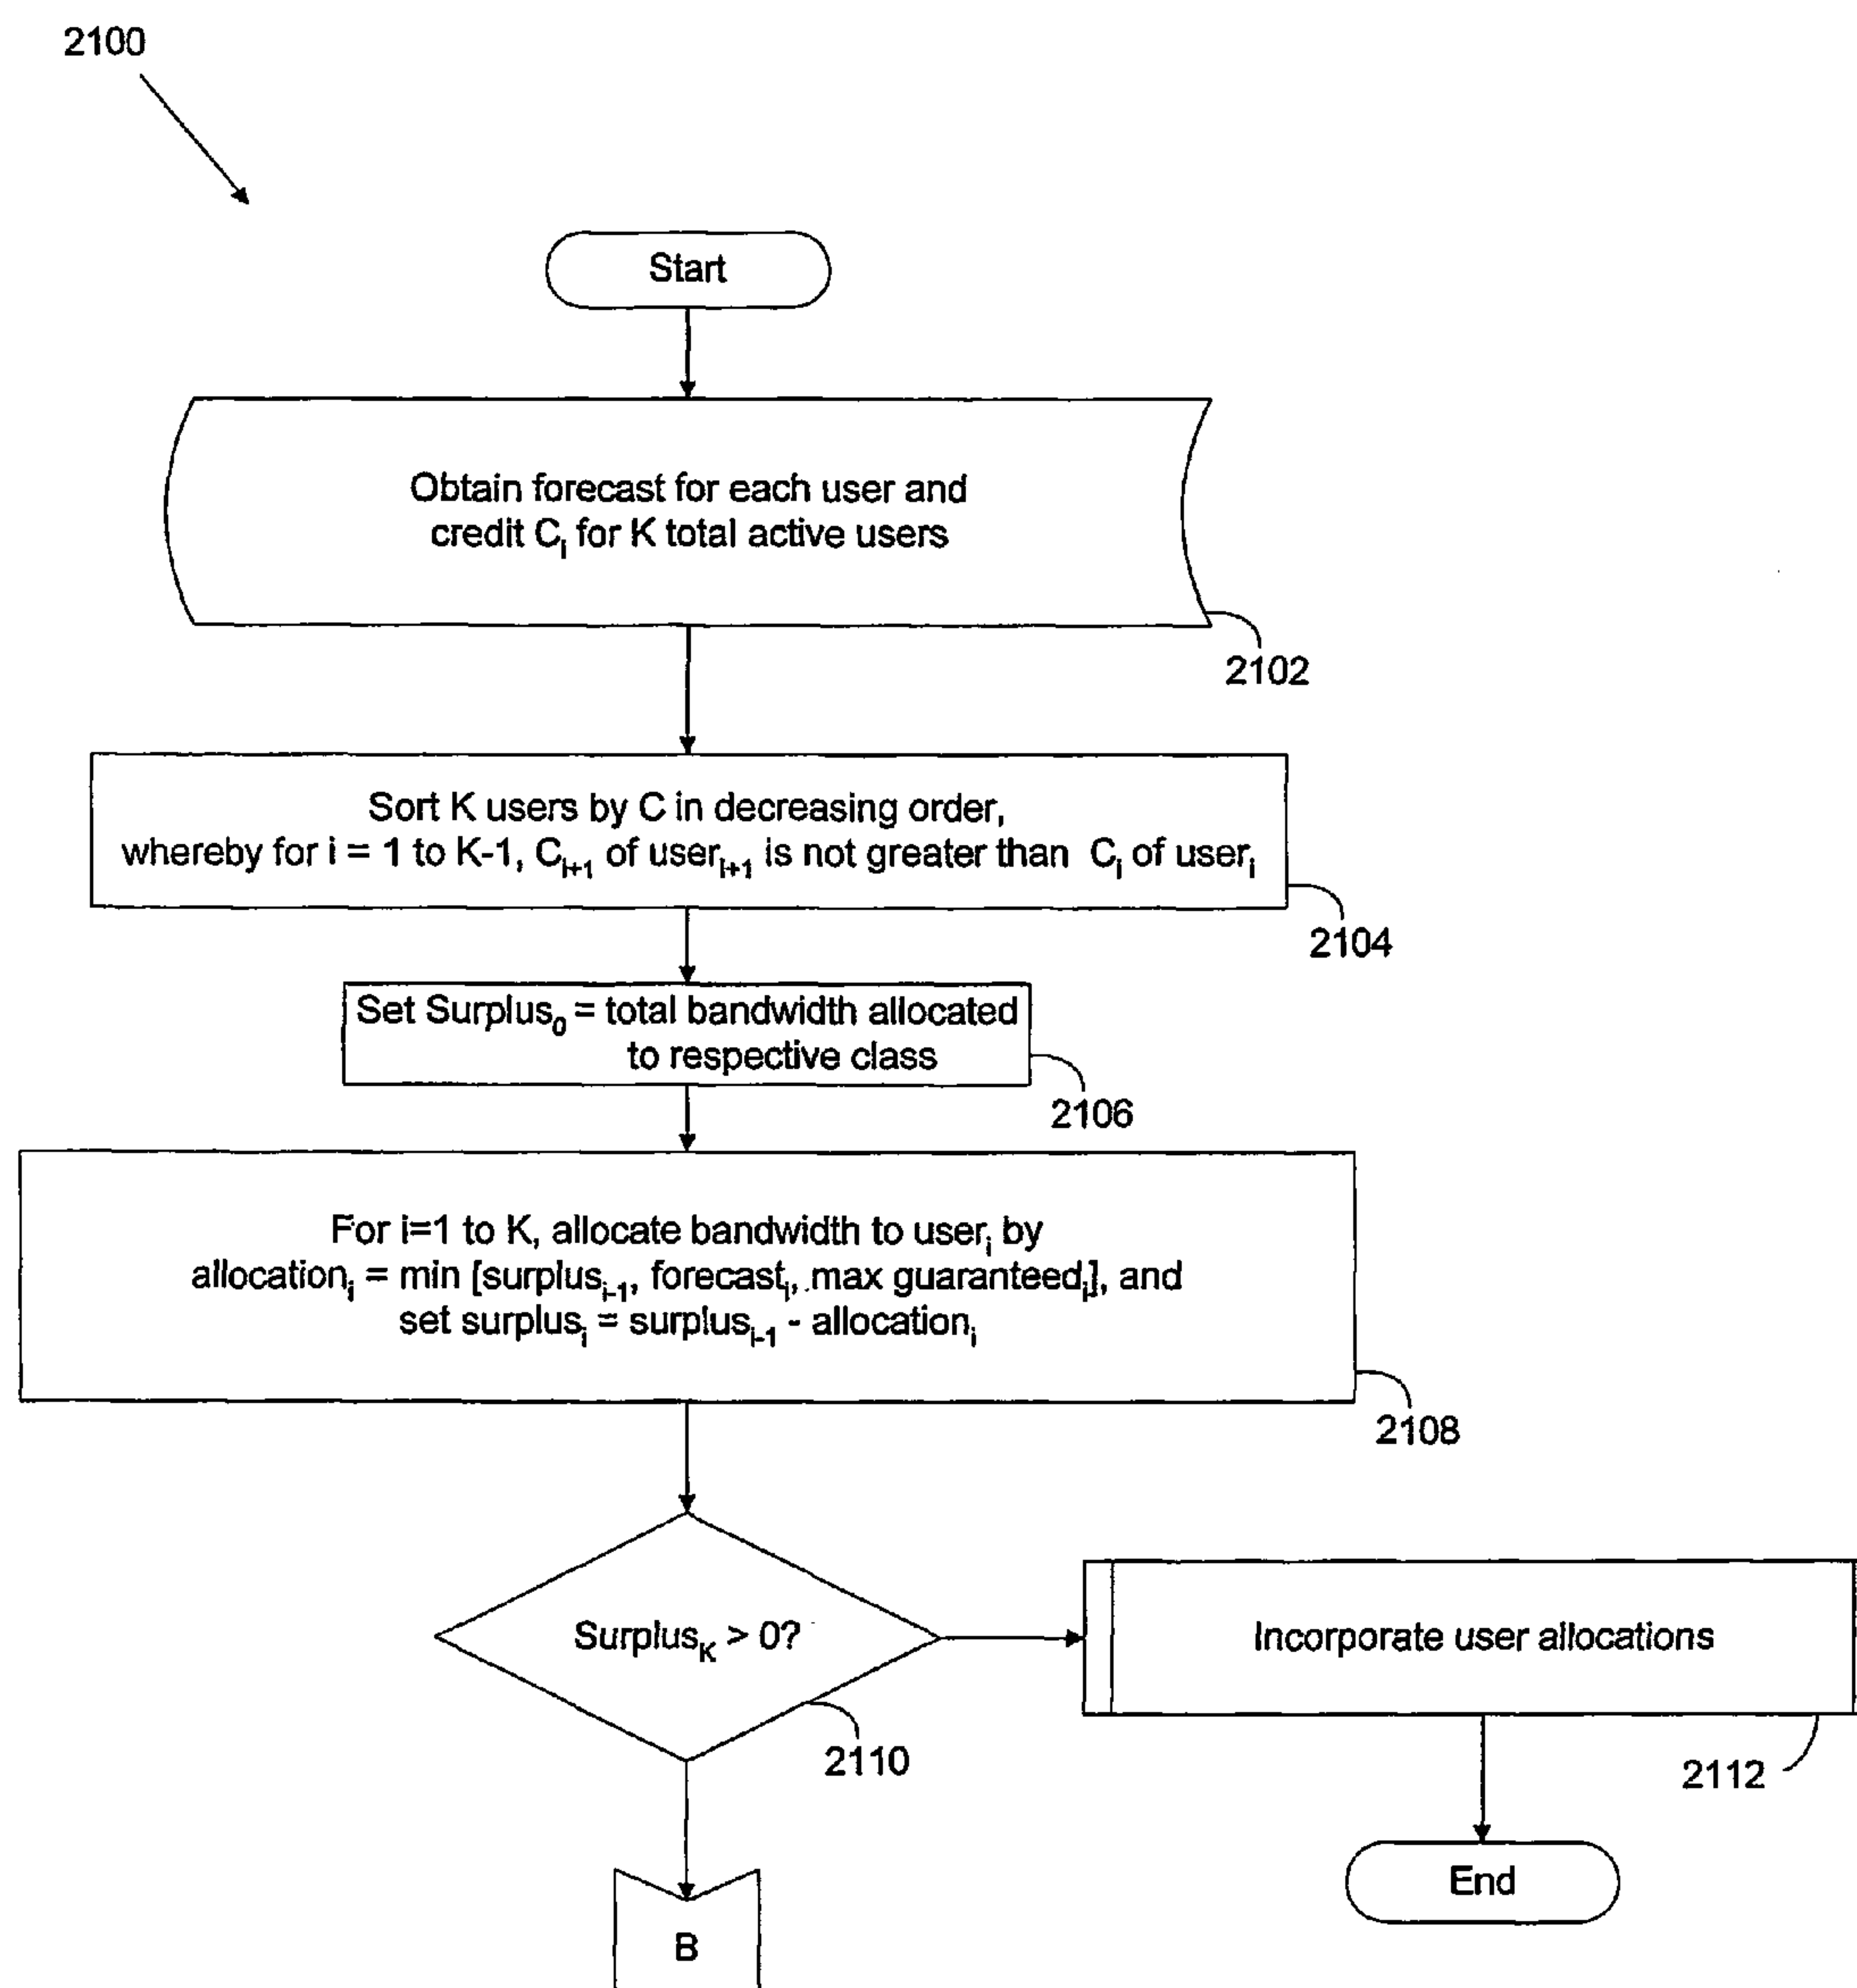 2100
Start
Obtain forecast for each user and
credit Cᵢ for K total active users
2102
Sort K users by C in decreasing order,
whereby for i = 1 to K-1, Cᵢ₊₁ of userᵢ₊₁ is not greater than Cᵢ of userᵢ
2104
Set Surplus₀ = total bandwidth allocated
to respective class
2106
For i=1 to K, allocate bandwidth to userᵢ by
allocationᵢ = min [surplusᵢ₋₁, forecastᵢ, max guaranteedᵢ], and
set surplusᵢ = surplusᵢ₋₁ - allocationᵢ
2108
Surplus_K > 0?
2110
Incorporate user allocations
2112
End
B